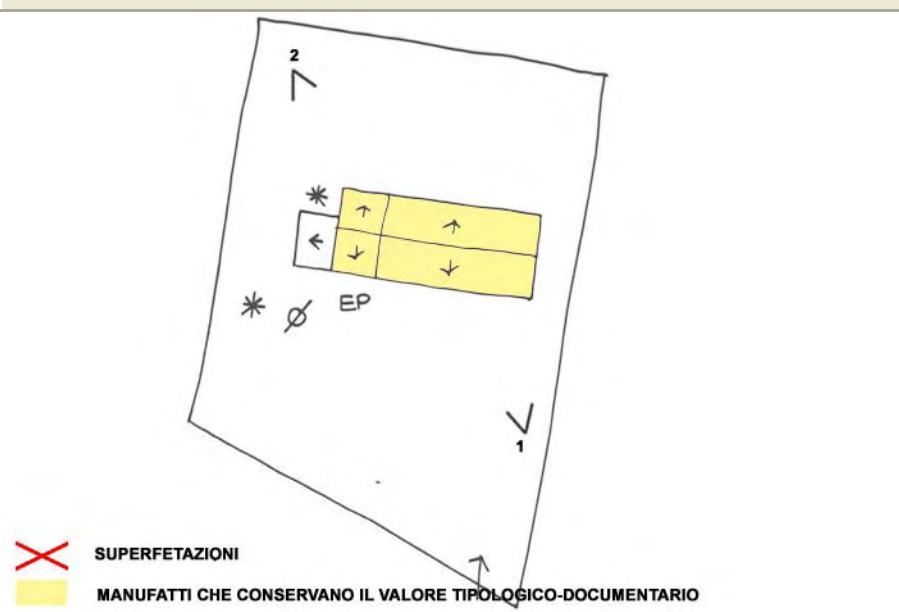 2
EP
1
SUPERFETAZIONI
MANUFATTI CHE CONSERVANO IL VALORE TIPOLOGICO-DOCUMENTARIO